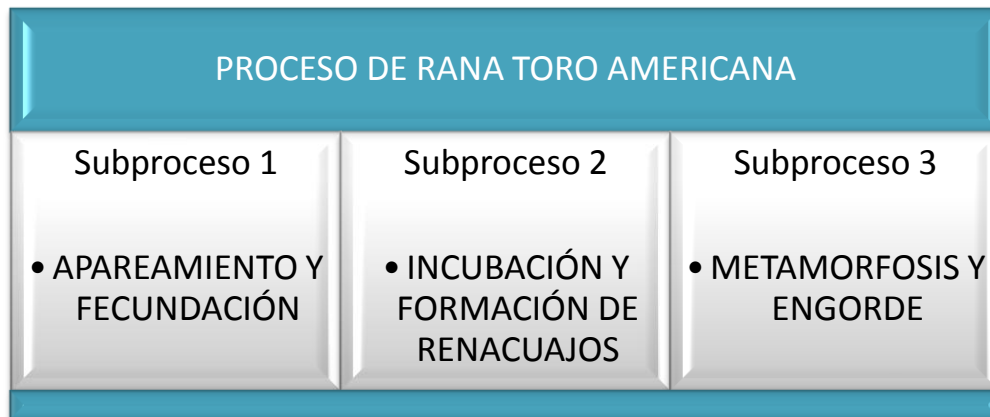 PROCESO DE RANA TORO AMERICANA
Subproceso 1
• APAREAMIENTO Y
FECUNDACIÓN
Subproceso 2
• INCUBACIÓN Y
FORMACIÓN DE
RENACUAJOS
Subproceso 3
• METAMORFOSIS Y
ENGORDE